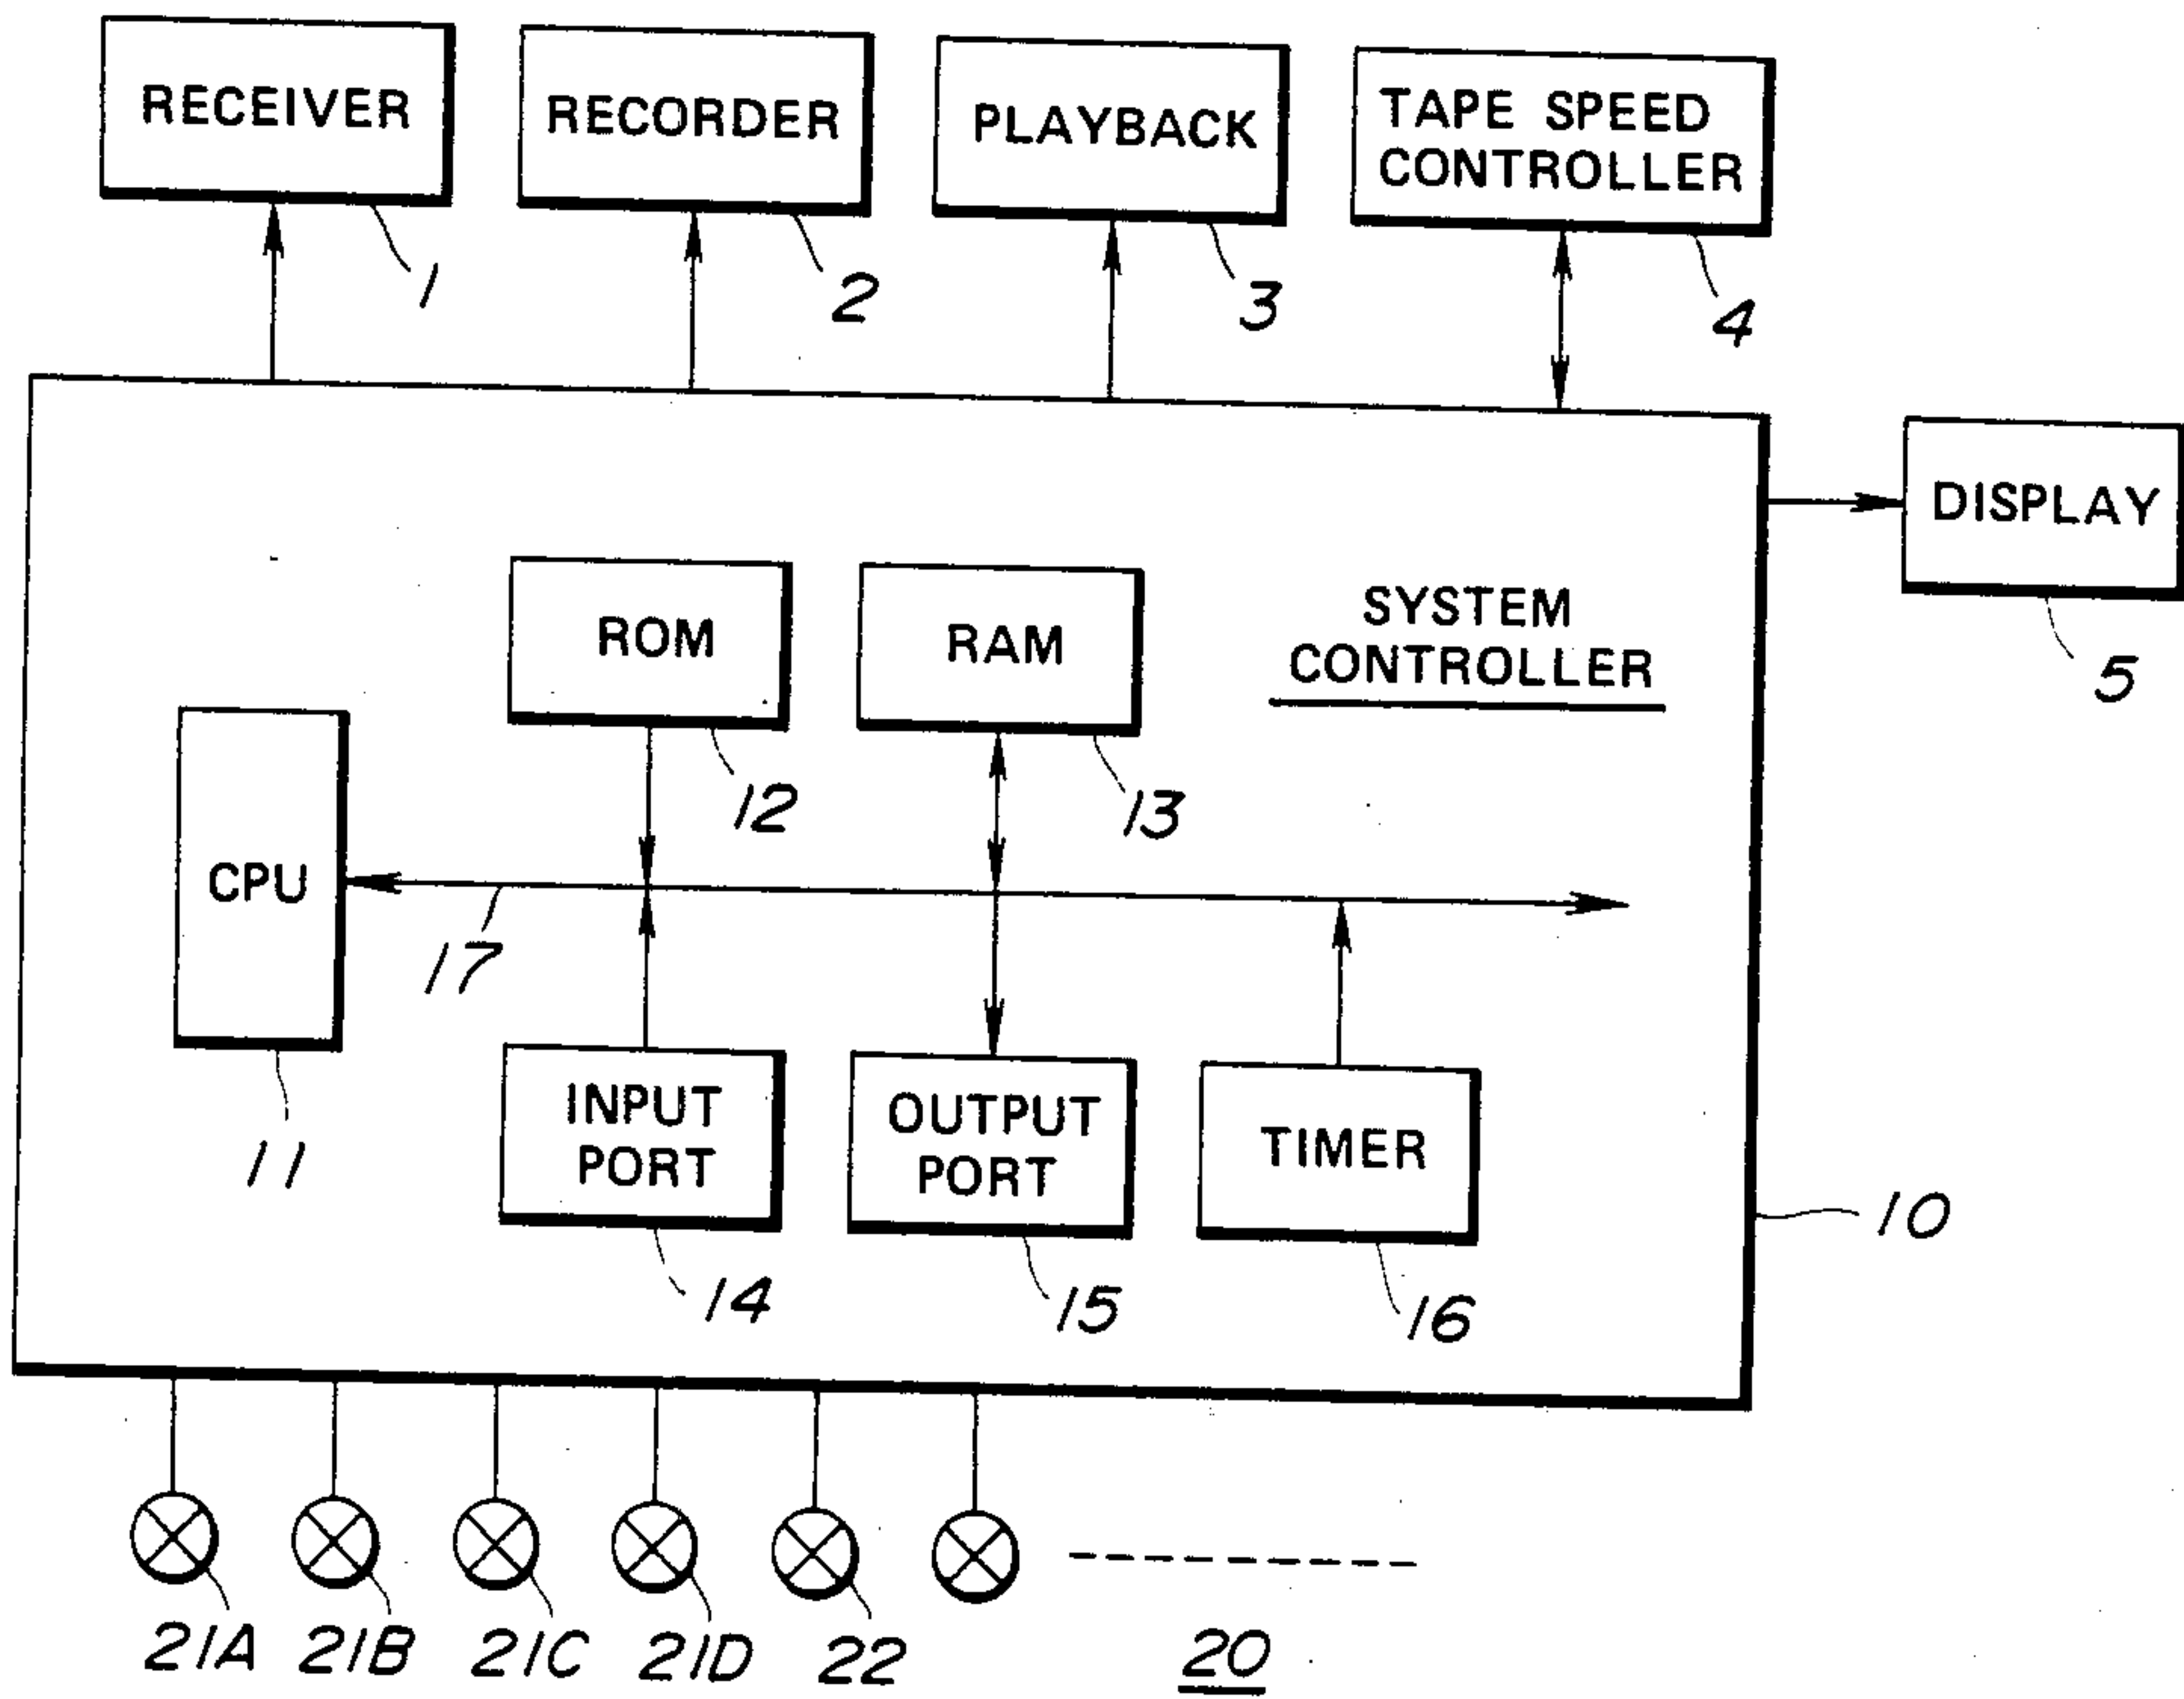 RECEIVER
RECORDER
PLAYBACK
TAPE SPEED
CONTROLLER
1
2
3
4
DISPLAY
5
SYSTEM
CONTROLLER
ROM
RAM
12
13
CPU
17
11
INPUT
PORT
OUTPUT
PORT
TIMER
14
15
16
10
21A
21B
21C
21D
22
20